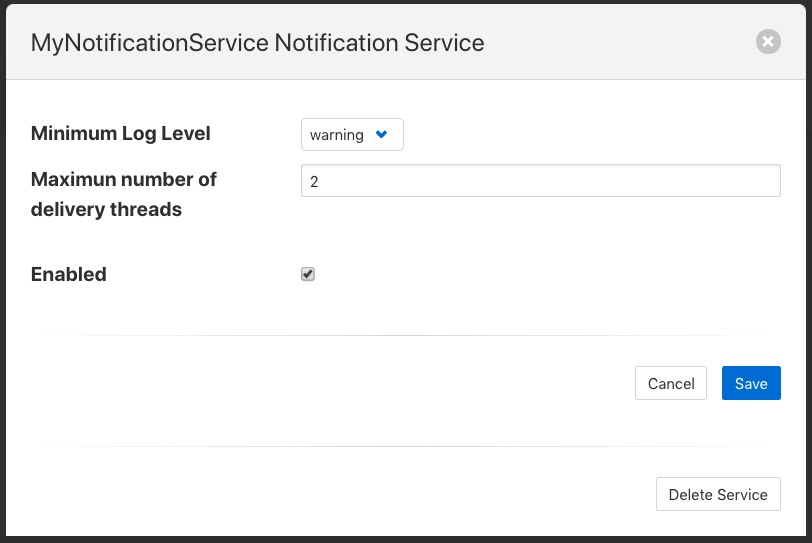 MyNotificationService Notification Service
Minimum Log Level
warning
Maximun number of
delivery threads
2
Enabled
Cancel
Save
Delete Service